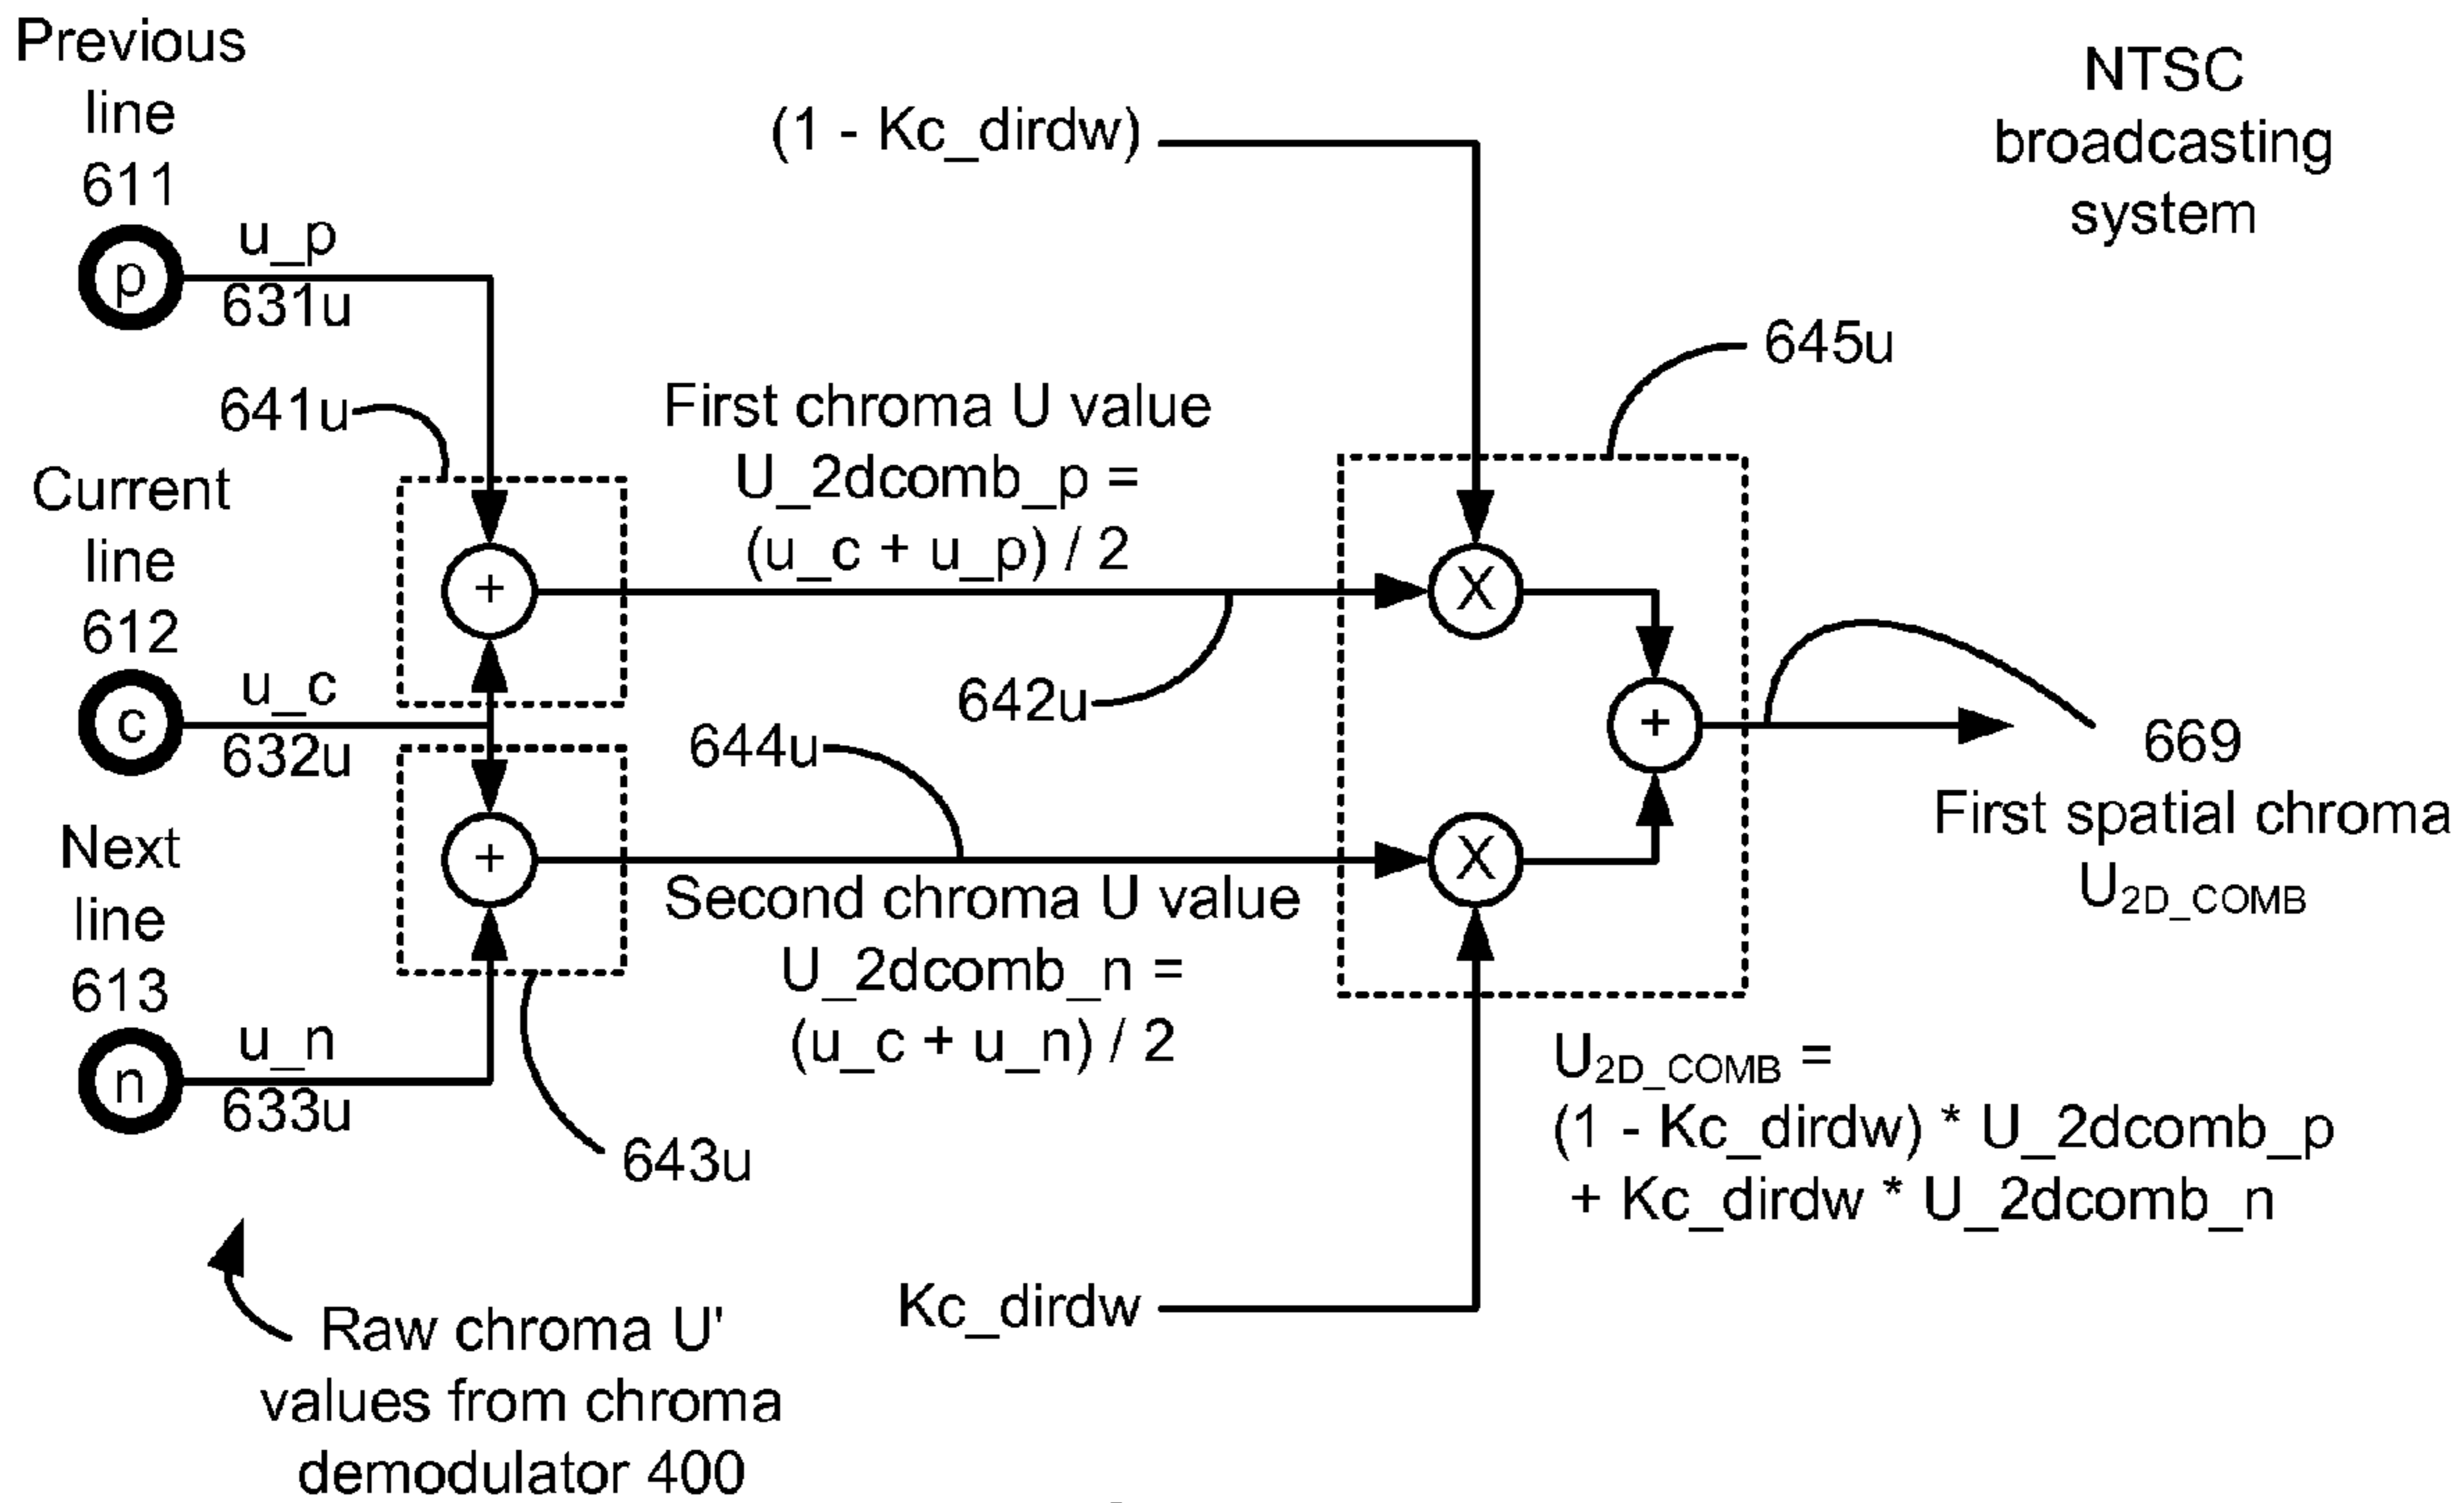 Previous
line
611
p
u_p
631u
641u
Current
line
612
c
u_c
632u
Next
line
613
n
u_n
633u
643u
+
+
(1 - Kc_dirdw)
First chroma U value
U_2dcomb_p =
(u_c + u_p) / 2
642u
644u
Second chroma U value
U_2dcomb_n =
(u_c + u_n) / 2
Kc_dirdw
Raw chroma U'
values from chroma
demodulator 400
NTSC
broadcasting
system
645u
X
X
+
669
First spatial chroma
U2D_COMB
U2D_COMB =
(1 - Kc_dirdw) * U_2dcomb_p
+ Kc_dirdw * U_2dcomb_n